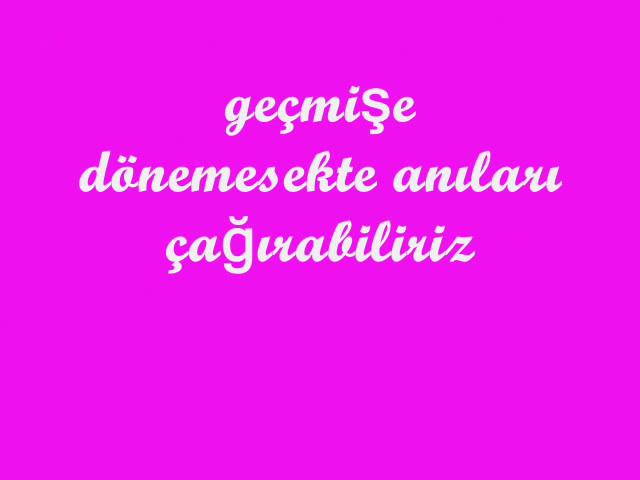 geçmişe
dönemesekte anıları
çağırabiliriz